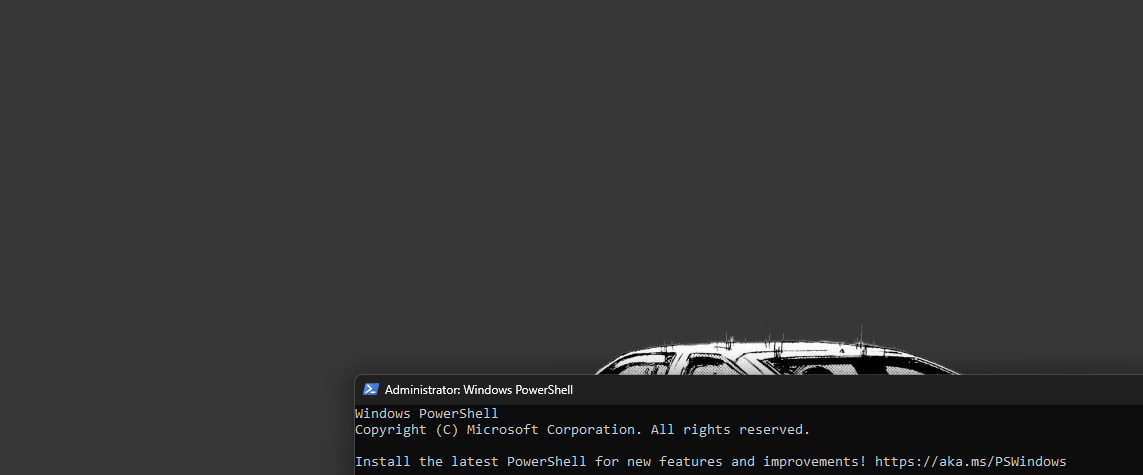 Administrator: Windows PowerShell
Windows PowerShell
Copyright (C) Microsoft Corporation. All rights reserved.
Install the latest PowerShell for new features and improvements! https://aka.ms/PSWindows